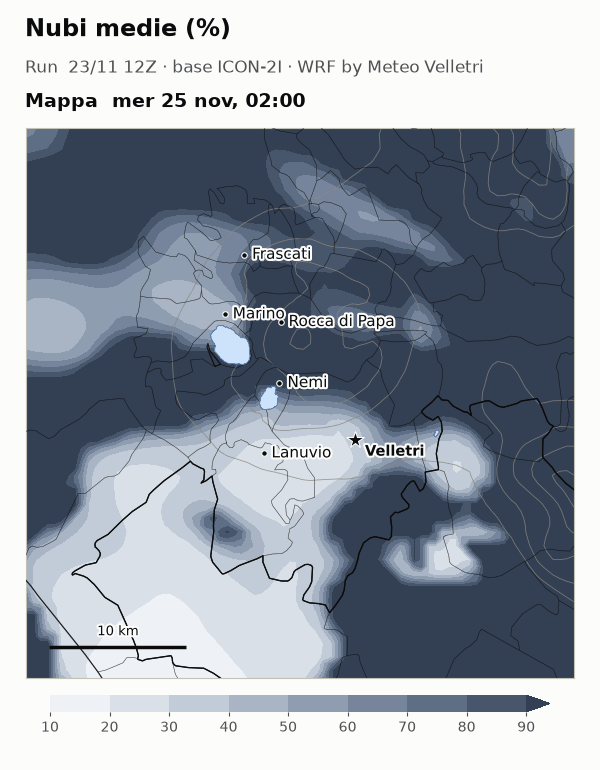 Nubi medie (%)
Run  23/11 12Z · base ICON-2I · WRF by Meteo Velletri
Mappa  mer 25 nov, 02:00
Frascati
Marino
Rocca di Papa
Nemi
Velletri
Lanuvio
10 km
10 20 30 40 50 60 70 80 90